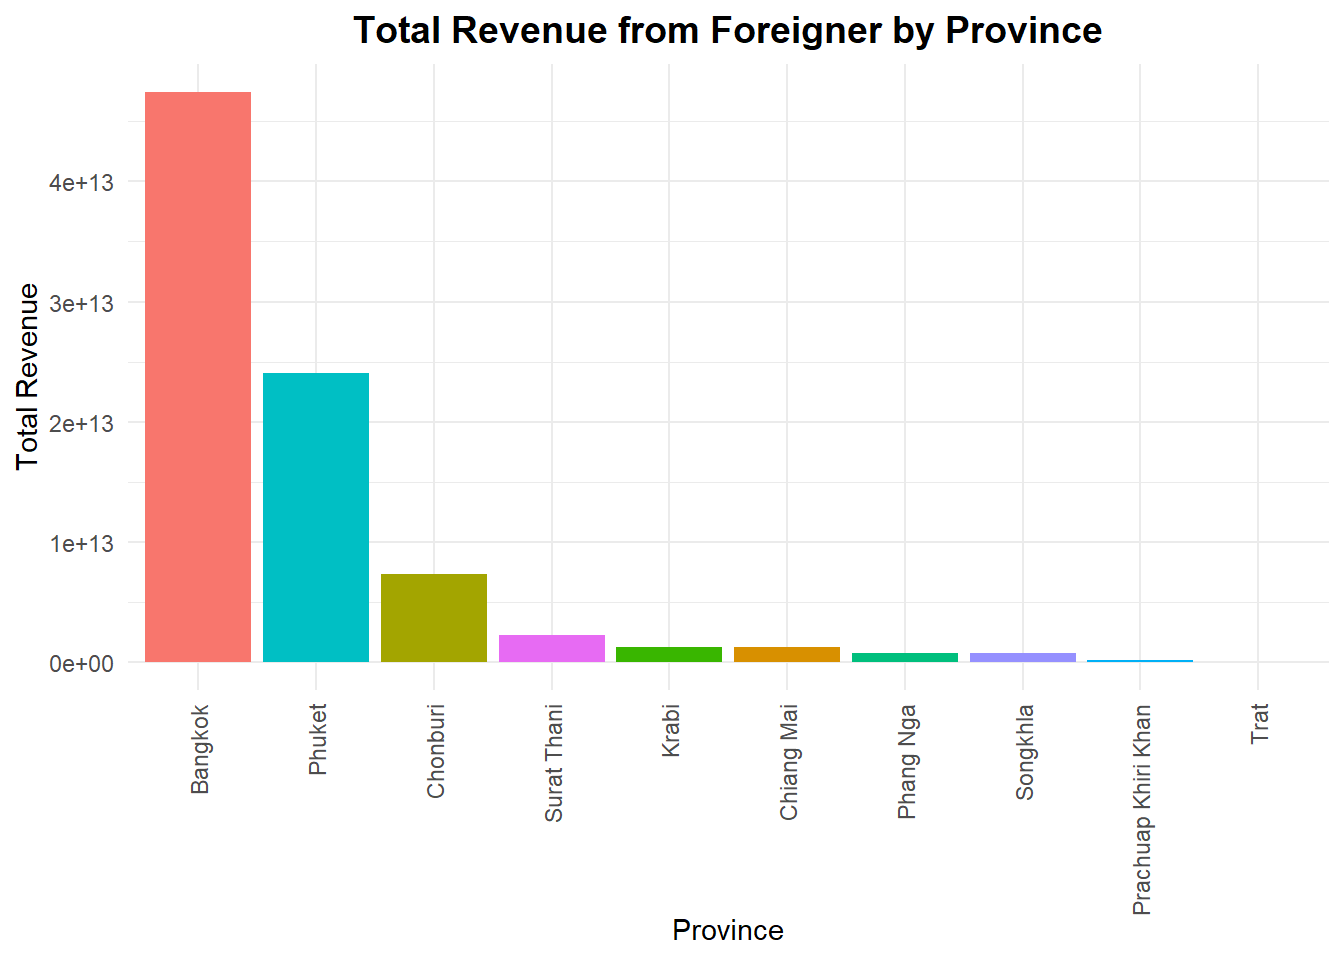 Total Revenue from Foreigner by Province
Total Revenue
4e+13
3e+13
2e+13
1e+13
0e+00
Bangkok
Phuket
Chonburi
Surat Thani
Krabi
Chiang Mai
Phang Nga
Songkhla
Prachuap Khiri Khan
Trat
Province